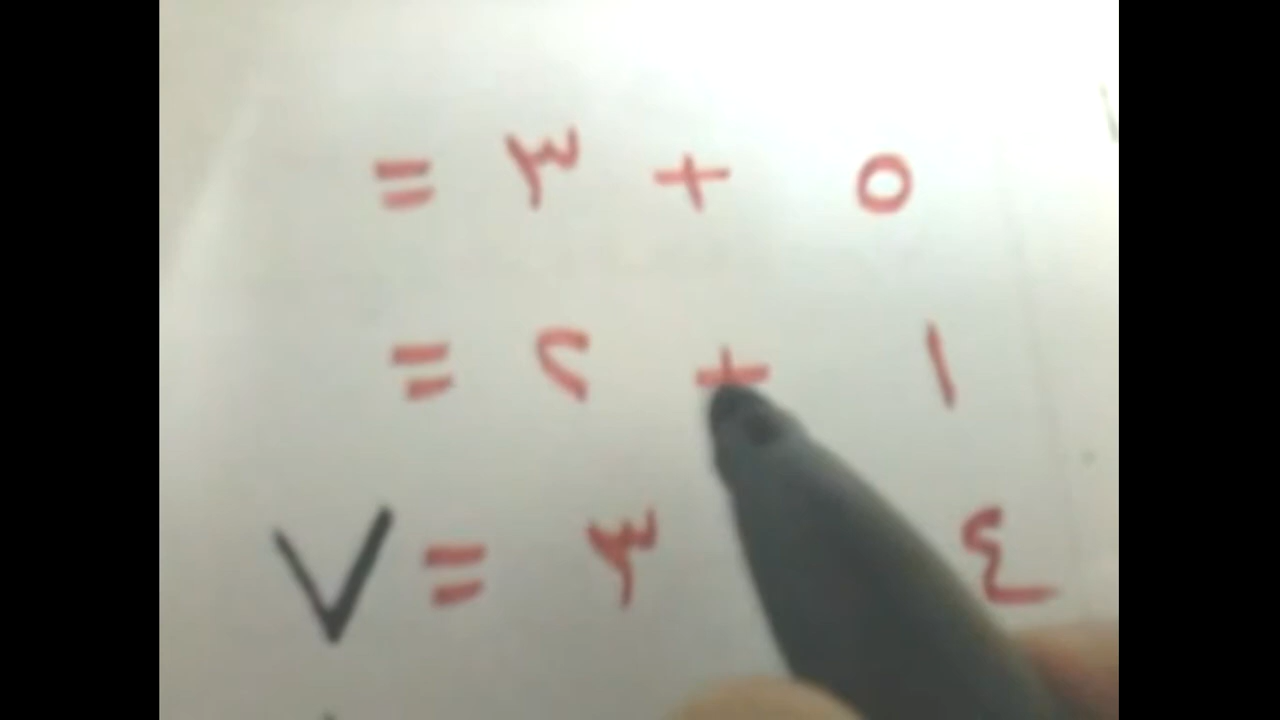 ٥ + ٣ =
١ + ٢ =
٤ ٣ = ٧